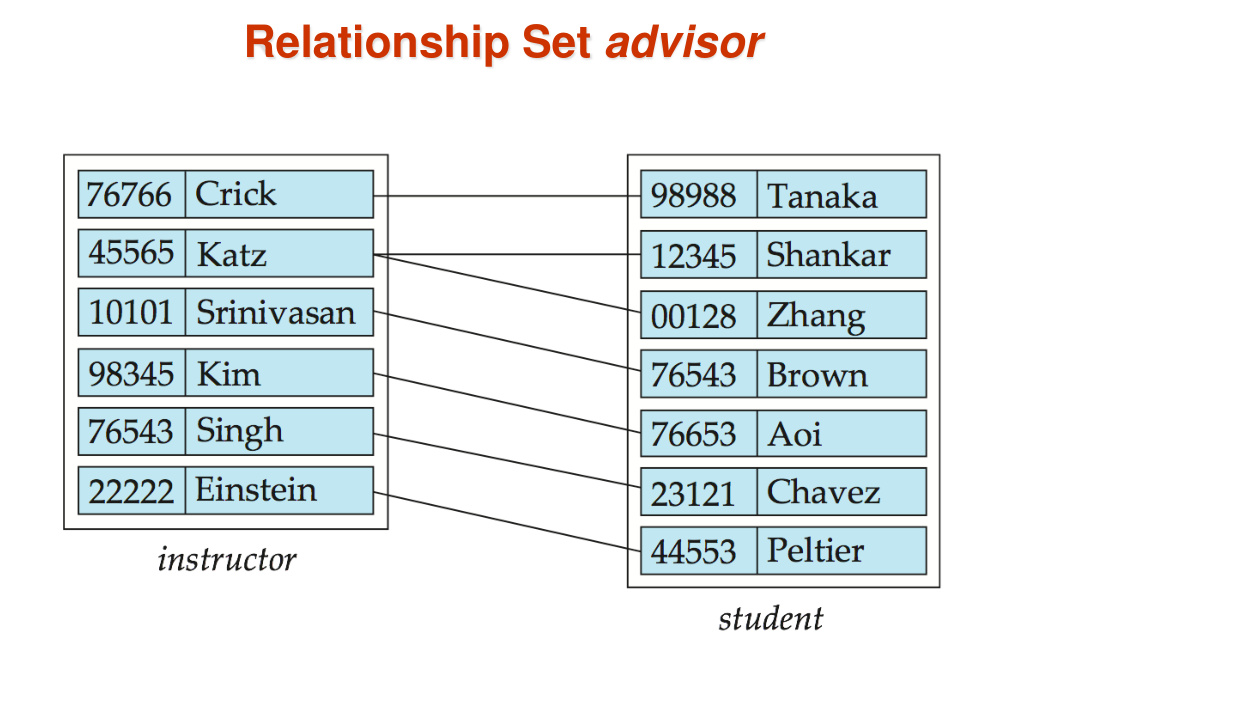 Relationship Set advisor
76766 Crick
45565 Katz
10101 Srinivasan
98345 Kim
76543 Singh
22222 Einstein
instructor
98988 Tanaka
12345 Shankar
00128 Zhang
76543 Brown
76653 Aoi
23121 Chavez
44553 Peltier
student